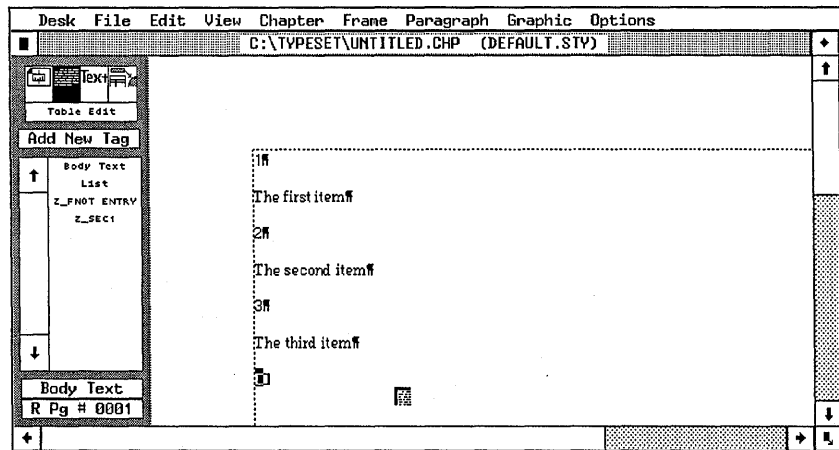 Desk File Edit View Chapter Frame Paragraph Graphic Options
C:\TYPESET\UNTITLED.CHP (DEFAULT.STY)
Text
Table Edit
Add New Tag
Body Text
List
Z_FNOT ENTRY
Z_SEC1
1¶
The first item¶
2¶
The second item¶
3¶
The third item¶
Body Text
R Pg # 0001